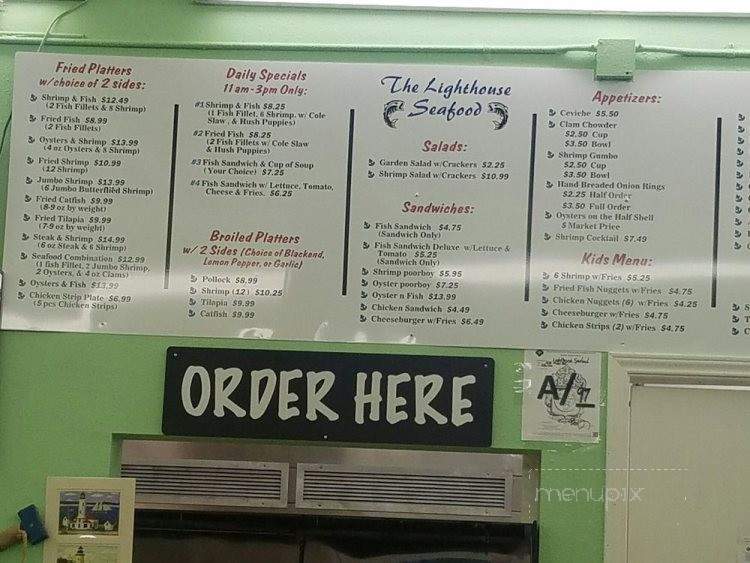 Fried Platters
w/choice of 2 sides:
Shrimp & Fish $12.49
(2 Fish Fillets & 8 Shrimp)
Fried Fish $8.99
(2 Fish Fillets)
Oysters & Shrimp $13.99
(4 oz Oysters & 8 Shrimp)
Fried Shrimp $10.99
(12 Shrimp)
Jumbo Shrimp $13.99
(6 Jumbo Butterflied Shrimp)
Fried Catfish $9.99
(8-9 oz by weight)
Fried Tilapia $9.99
(7-9 oz by weight)
Steak & Shrimp $14.99
(6 oz Steak & 6 Shrimp)
Seafood Combination $12.99
(1 fish Fillet, 2 Jumbo Shrimp,
2 Oysters, & 4 oz Clams)
Oysters & Fish $13.99
Chicken Strip Plate $6.99
(5 pcs Chicken Strips)
Daily Specials
11am-3pm Only:
#1 Shrimp & Fish $8.25
(1 Fish Fillet, 6 Shrimp, w/ Cole
Slaw, & Hush Puppies)
#2 Fried Fish $8.25
(2 Fish Fillets w/ Cole Slaw
& Hush Puppies)
#3 Fish Sandwich & Cup of Soup
(Your Choice) $7.25
#4 Fish Sandwich w/ Lettuce, Tomato,
Cheese & Fries. $6.25
Broiled Platters
w/ 2 Sides (Choice of Blackend,
Lemon Pepper, or Garlic)
Pollock $8.99
Shrimp (12) $10.25
Tilapia $9.99
Catfish $9.99
The Lighthouse
Seafood
Salads:
Garden Salad w/Crackers $2.25
Shrimp Salad w/Crackers $10.99
Sandwiches:
Fish Sandwich $4.75
(Sandwich Only)
Fish Sandwich Deluxe w/Lettuce &
Tomato $5.25
(Sandwich Only)
Shrimp poorboy $5.95
Oyster poorboy $7.25
Oyster n Fish $13.99
Chicken Sandwich $4.49
Cheeseburger w/Fries $6.49
Appetizers:
Ceviche $5.50
Clam Chowder
$2.50 Cup
$3.50 Bowl
Shrimp Gumbo
$2.50 Cup
$3.50 Bowl
Hand Breaded Onion Rings
$2.25 Half Order
$3.50 Full Order
Oysters on the Half Shell
$ Market Price
Shrimp Cocktail $7.49
Kids Menu:
6 Shrimp w/Fries $5.25
Fried Fish Nuggets w/Fries $4.75
Chicken Nuggets (6) w/Fries $4.25
Cheeseburger w/Fries $4.75
Chicken Strips (2) w/Fries $4.75
ORDER HERE
Lighthouse Seafood
A/97
menupix